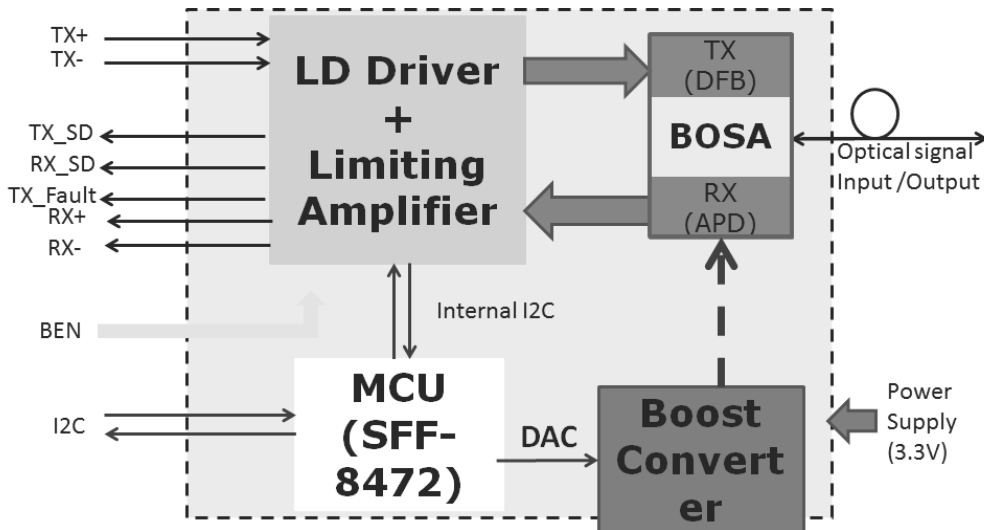 TX+
TX-
TX_SD
RX_SD
TX_Fault
RX+
RX-
BEN
I2C
LD Driver
+
Limiting
Amplifier
TX
(DFB)
BOSA
RX
(APD)
Optical signal
Input /Output
Internal I2C
MCU
(SFF-
8472)
DAC
Boost
Convert
er
Power
Supply
(3.3V)